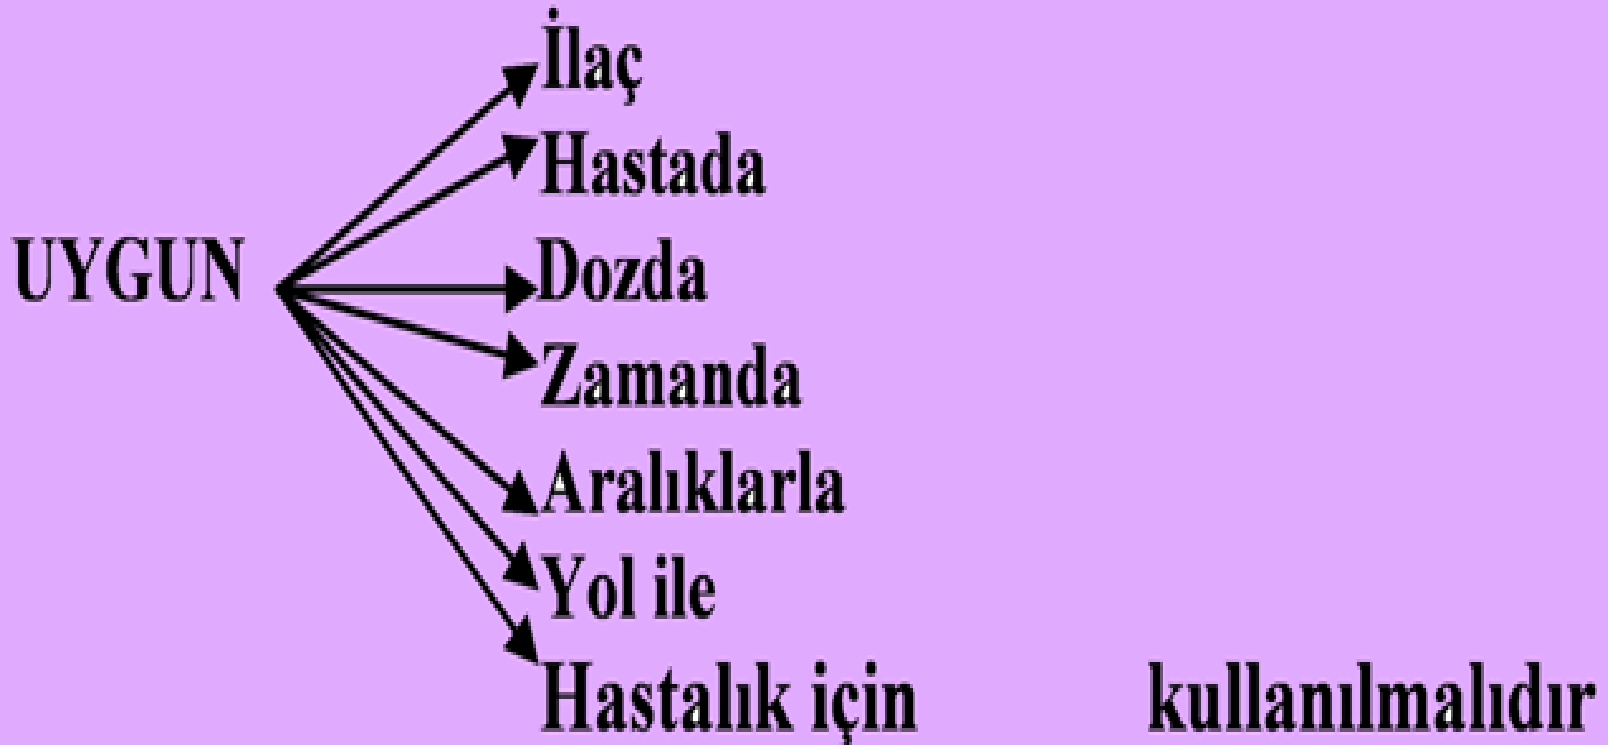 İlaç
Hastada
UYGUN Dozda
Zamanda
Aralıklarla
Yol ile
Hastalık için kullanılmalıdır